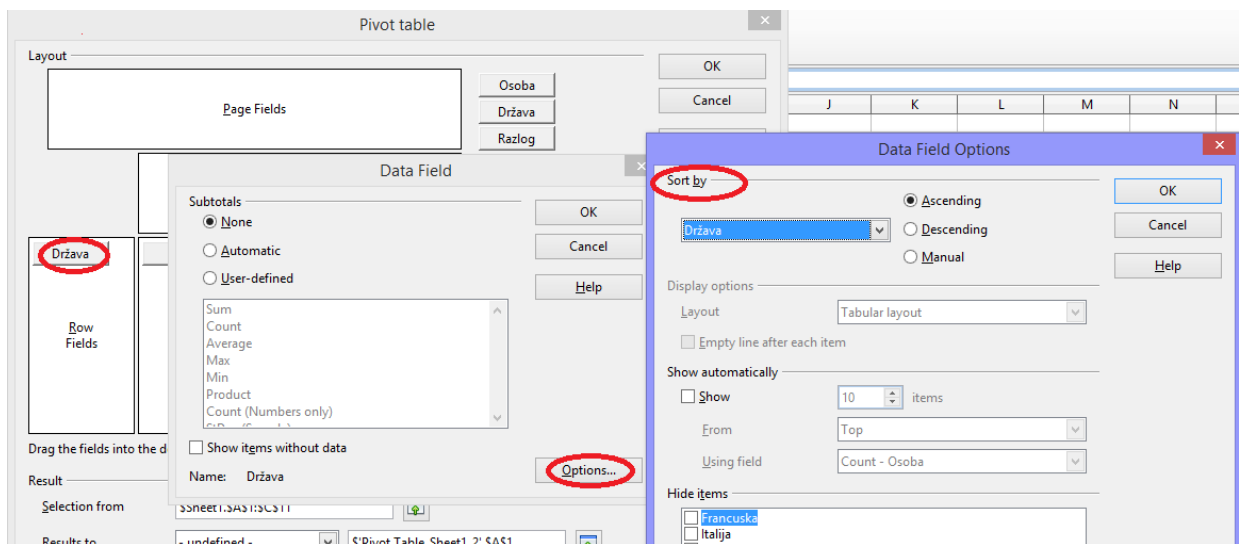 Pivot table
Layout
Page Fields
Osoba
Država
Razlog
OK
Cancel
Država
Row
Fields
Drag the fields into the d
Result
Selection from
$Sheet1.$A$1:$C$11
Results to
- undefined -
$'Pivot Table_Sheet1_2'.$A$1
Data Field
Subtotals
None
Automatic
User-defined
OK
Cancel
Help
Sum
Count
Average
Max
Min
Product
Count (Numbers only)
Show items without data
Name: Država
Options...
J K L M N
Data Field Options
Sort by
Država
Ascending
Descending
Manual
OK
Cancel
Help
Display options
Layout
Tabular layout
Empty line after each item
Show automatically
Show
10
items
From
Top
Using field
Count - Osoba
Hide items
Francuska
Italija